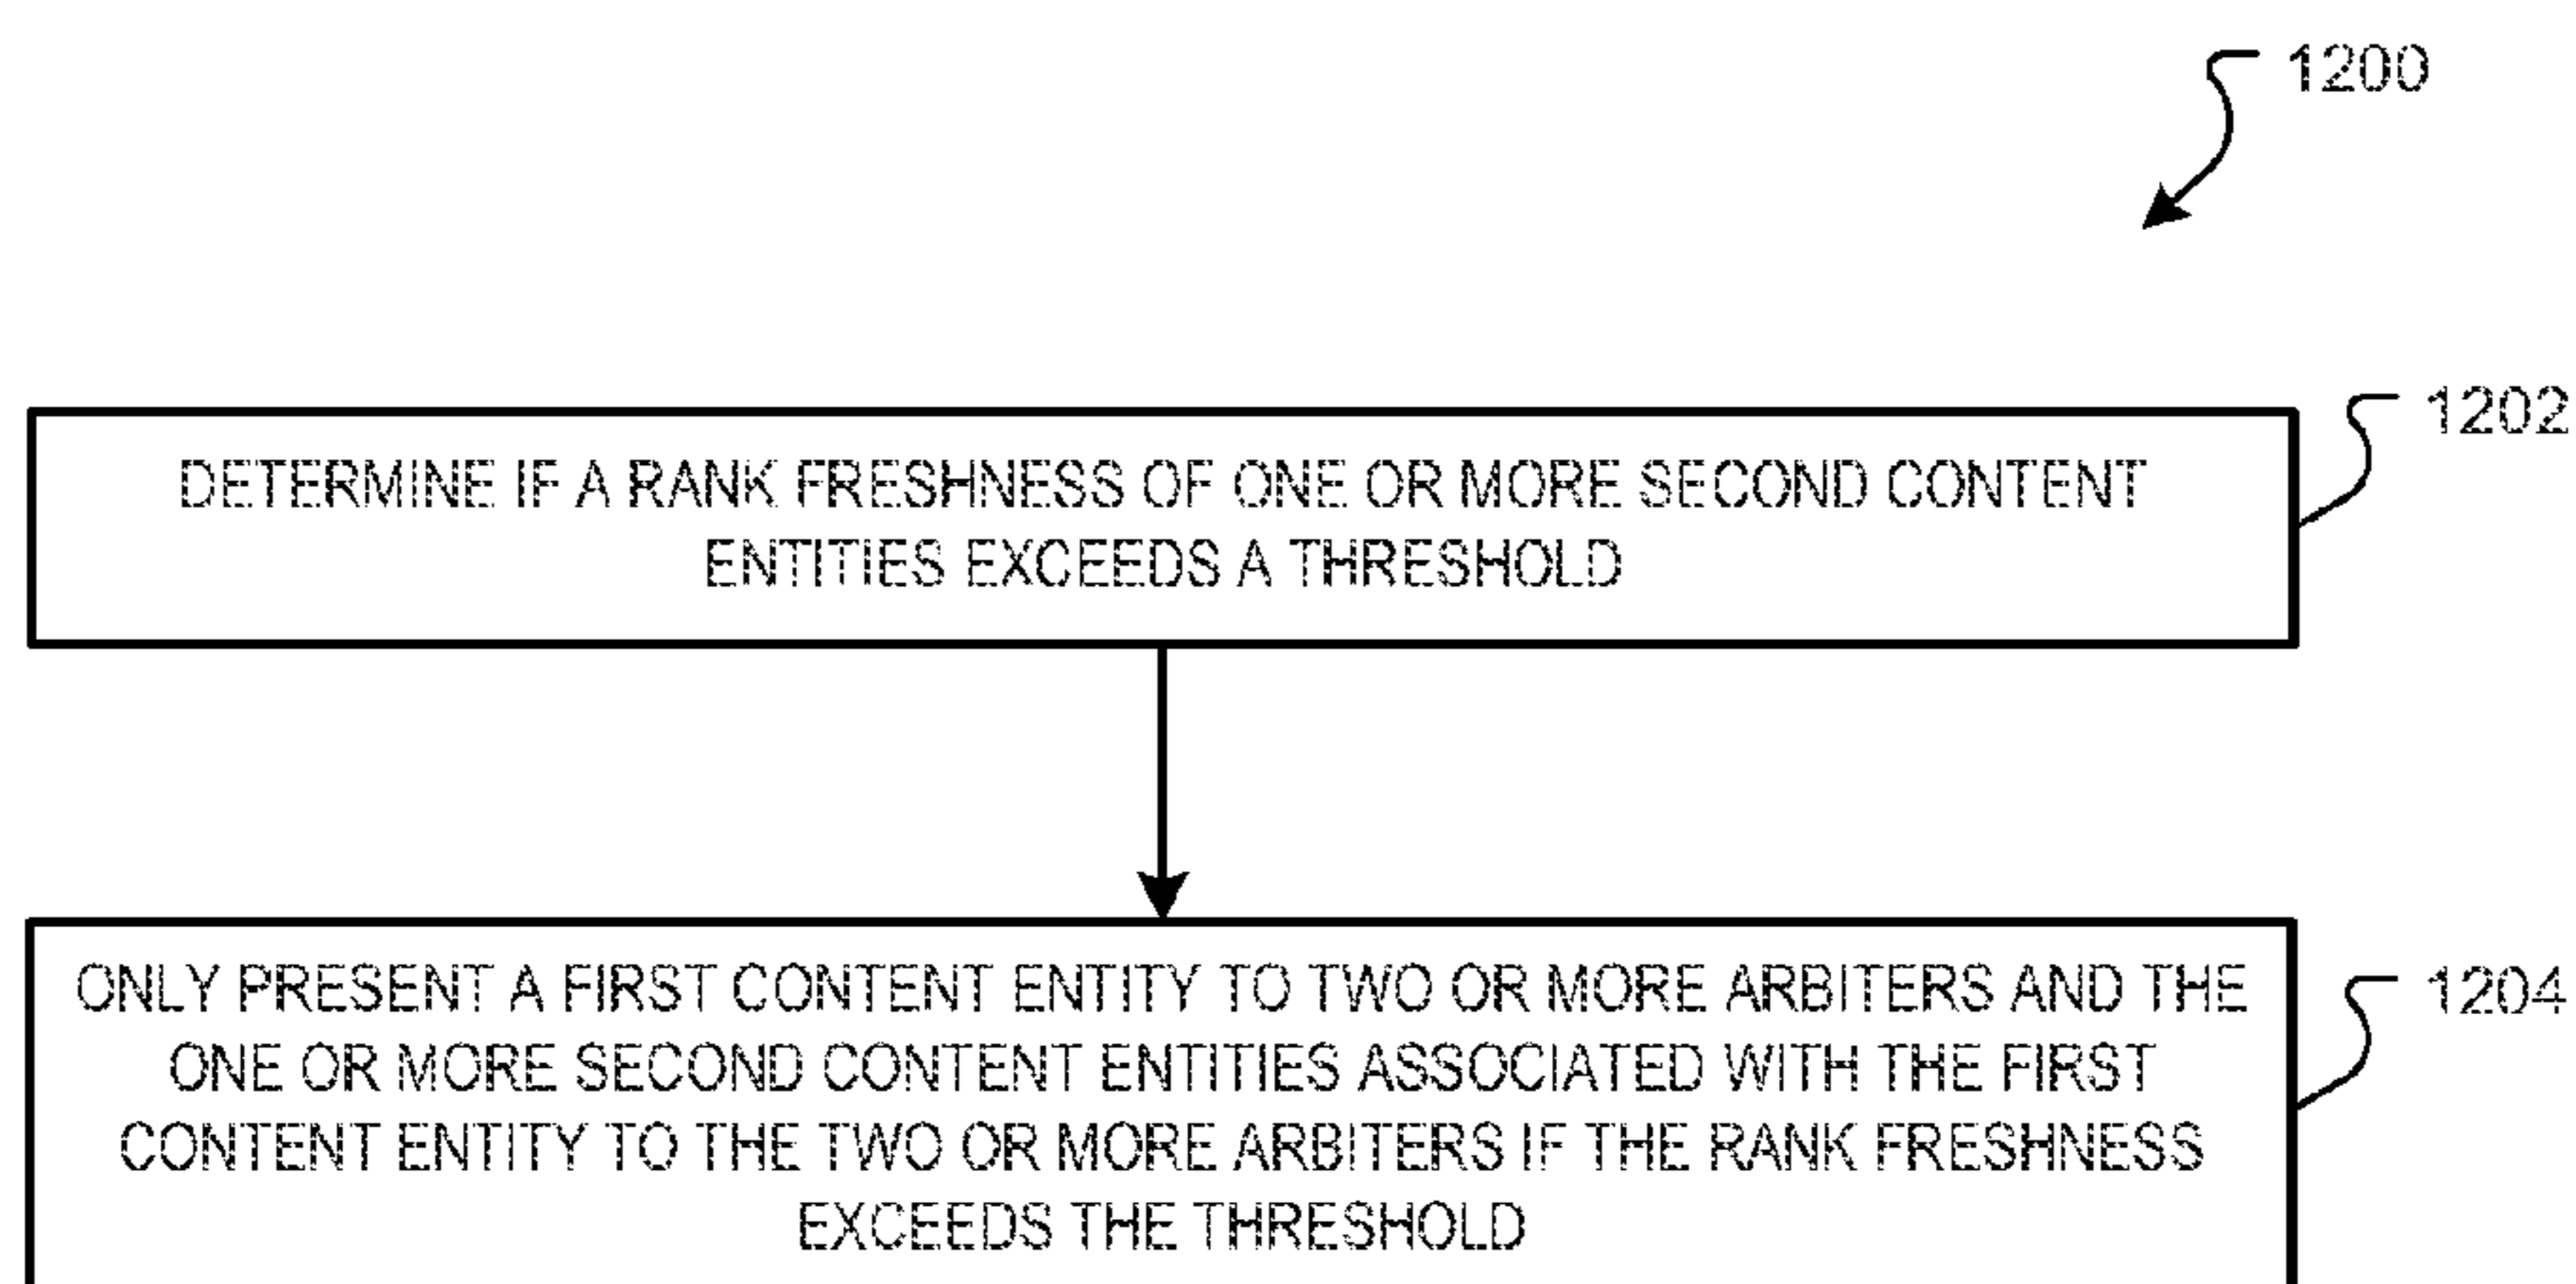 1200
1202
DETERMINE IF A RANK FRESHNESS OF ONE OR MORE SECOND CONTENT
ENTITIES EXCEEDS A THRESHOLD
1204
ONLY PRESENT A FIRST CONTENT ENTITY TO TWO OR MORE ARBITERS AND THE
ONE OR MORE SECOND CONTENT ENTITIES ASSOCIATED WITH THE FIRST
CONTENT ENTITY TO THE TWO OR MORE ARBITERS IF THE RANK FRESHNESS
EXCEEDS THE THRESHOLD